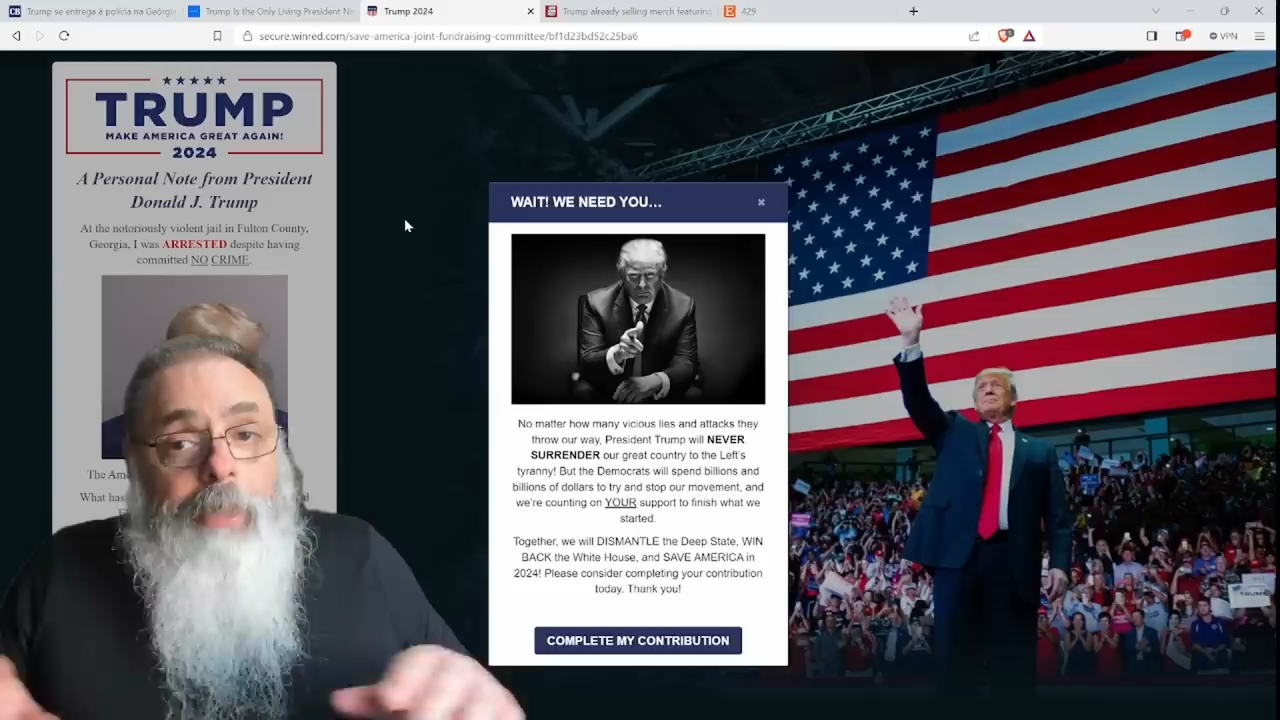 Trump se entrega à polícia na Geórgia
Trump Is the Only Living President Ne
Trump 2024
Trump already selling merch featuring
429
secure.winred.com/save-america-joint-fundraising-committee/bf1d23bd52c25ba6
VPN
TRUMP
MAKE AMERICA GREAT AGAIN!
2024
A Personal Note from President
Donald J. Trump
At the notoriously violent jail in Fulton County,
Georgia, I was ARRESTED despite having
committed NO CRIME.
The Ame
What has
WAIT! WE NEED YOU...
×
No matter how many vicious lies and attacks they
throw our way, President Trump will NEVER
SURRENDER our great country to the Left's
tyranny! But the Democrats will spend billions and
billions of dollars to try and stop our movement, and
we're counting on YOUR support to finish what we
started.
Together, we will DISMANTLE the Deep State, WIN
BACK the White House, and SAVE AMERICA in
2024! Please consider completing your contribution
today. Thank you!
COMPLETE MY CONTRIBUTION
TRUMP